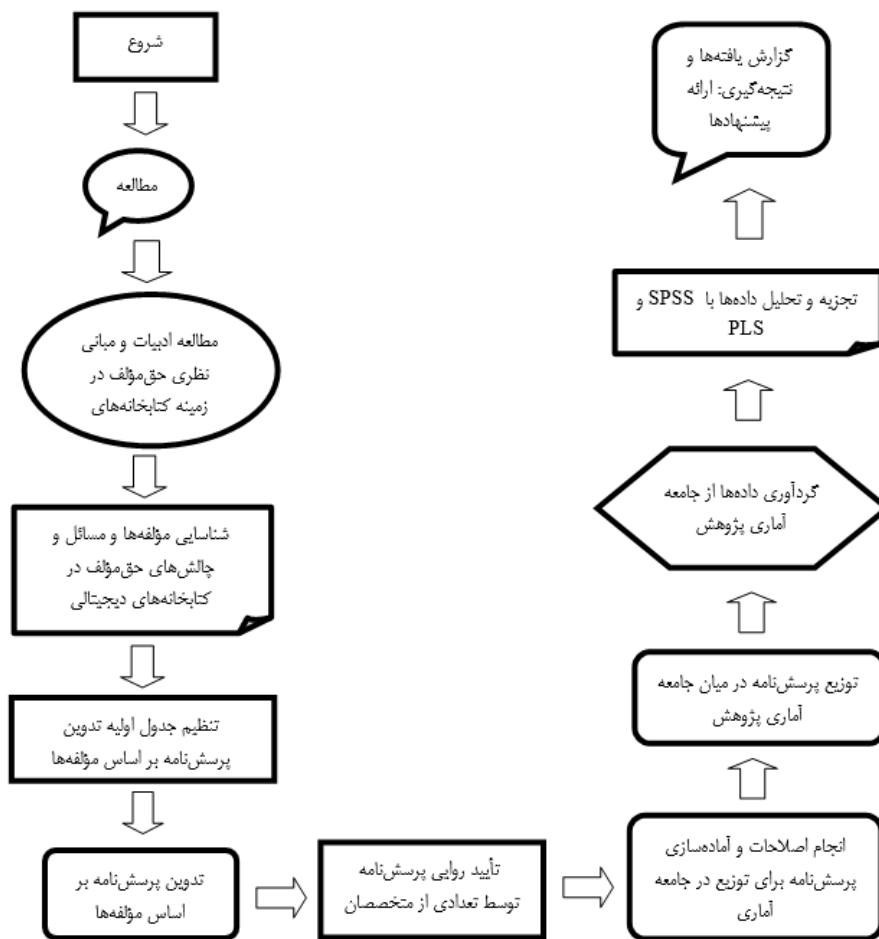 شروع
مطالعه
مطالعه ادبیات و مبانی
نظری حق‌مؤلف در
زمینه کتابخانه‌های
شناسایی مؤلفه‌ها و مسائل و
چالش‌های حق‌مؤلف در
کتابخانه‌های دیجیتالی
تنظیم جدول اولیه تدوین
پرسش‌نامه بر اساس مؤلفه‌ها
تدوین پرسش‌نامه بر
اساس مؤلفه‌ها
تأیید روایی پرسش‌نامه
توسط تعدادی از متخصصان
انجام اصلاحات و آماده‌سازی
پرسش‌نامه برای توزیع در جامعه
آماری
توزیع پرسش‌نامه در میان جامعه
آماری پژوهش
گردآوری داده‌ها از جامعه
آماری پژوهش
تجزیه و تحلیل داده‌ها با SPSS و
PLS
گزارش یافته‌ها و
نتیجه‌گیری: ارائه
پیشنهادها